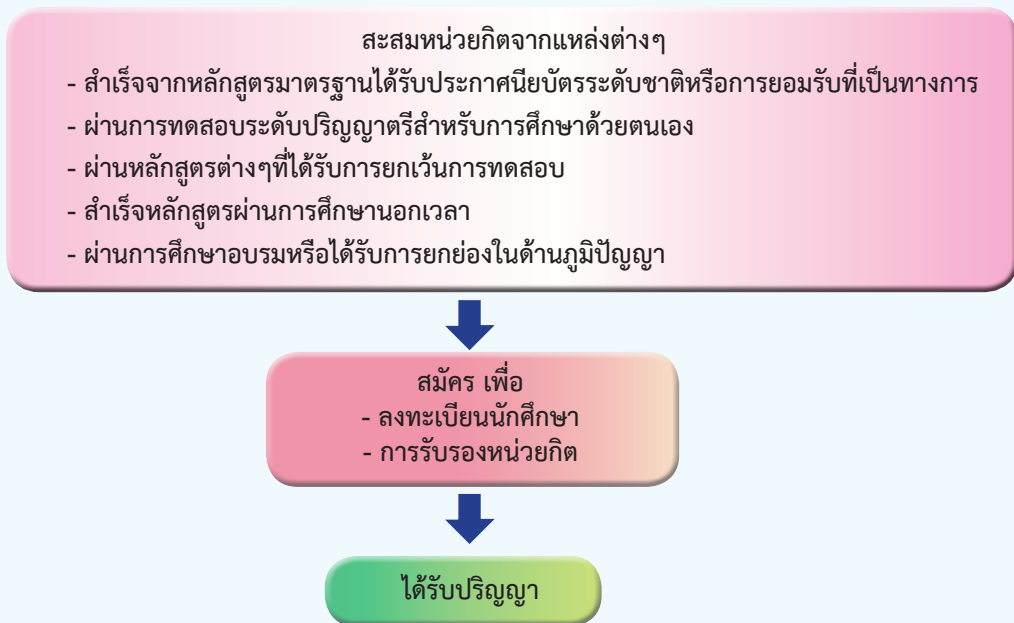 สะสมหน่วยกิตจากแหล่งต่างๆ
- สำเร็จจากหลักสูตรมาตรฐานได้รับประกาศนียบัตรระดับชาติหรือการยอมรับที่เป็นทางการ
- ผ่านการทดสอบระดับปริญญาตรีสำหรับการศึกษาด้วยตนเอง
- ผ่านหลักสูตรต่างๆที่ได้รับการยกเว้นการทดสอบ
- สำเร็จหลักสูตรผ่านการศึกษานอกเวลา
- ผ่านการศึกษาอบรมหรือได้รับการยกย่องในด้านภูมิปัญญา
สมัคร เพื่อ
- ลงทะเบียนนักศึกษา
- การรับรองหน่วยกิต
ได้รับปริญญา